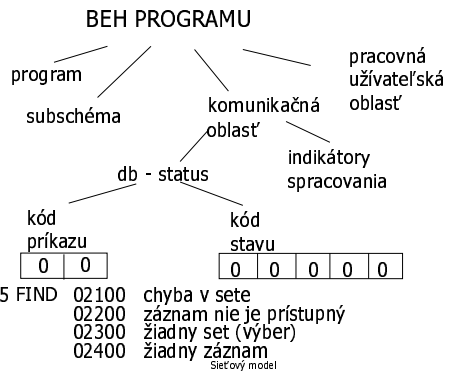 BEH PROGRAMU
program
subschéma
komunikačná
oblasť
pracovná
užívateľská
oblasť
indikátory
spracovania
db - status
kód
príkazu
kód
stavu
0 0
0 0 0 0 0
5 FIND 02100 chyba v sete
02200 záznam nie je prístupný
02300 žiadny set (výber)
02400 žiadny záznam
Sieťový model